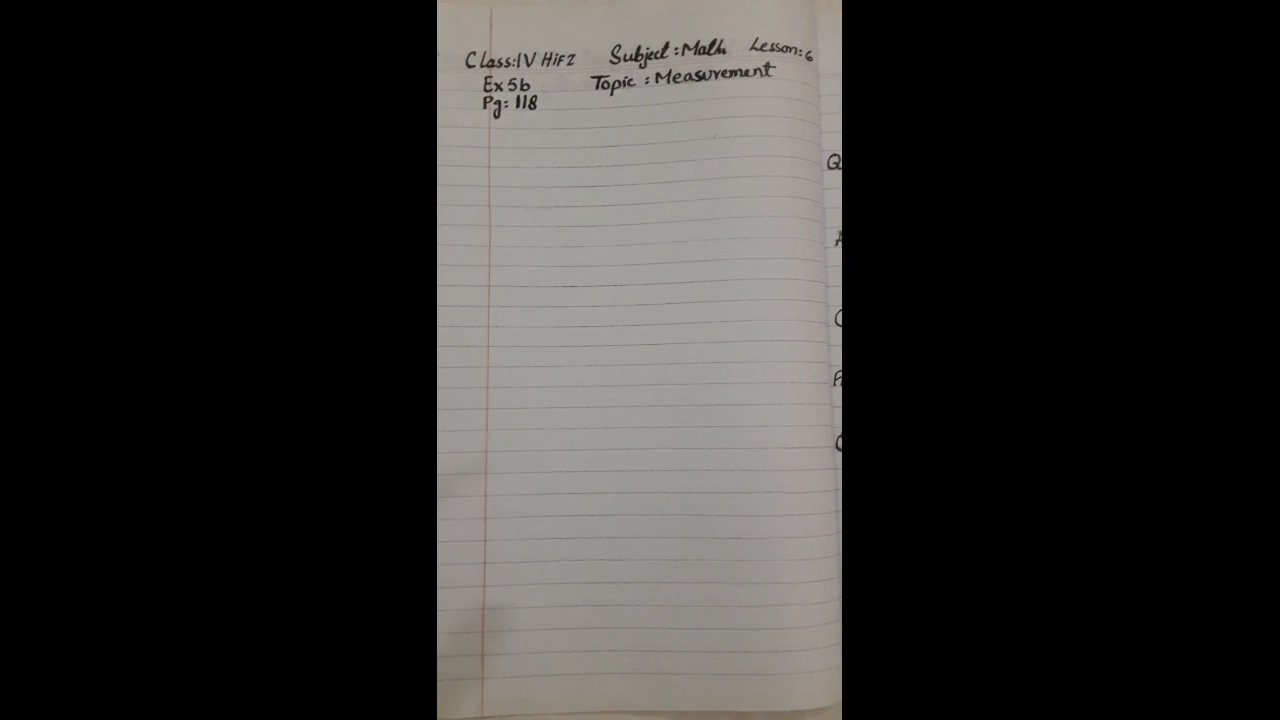 Class:IV HifZ Subject:Math Lesson:6
Ex 5b Topic : Measurement
Pg: 118
Q